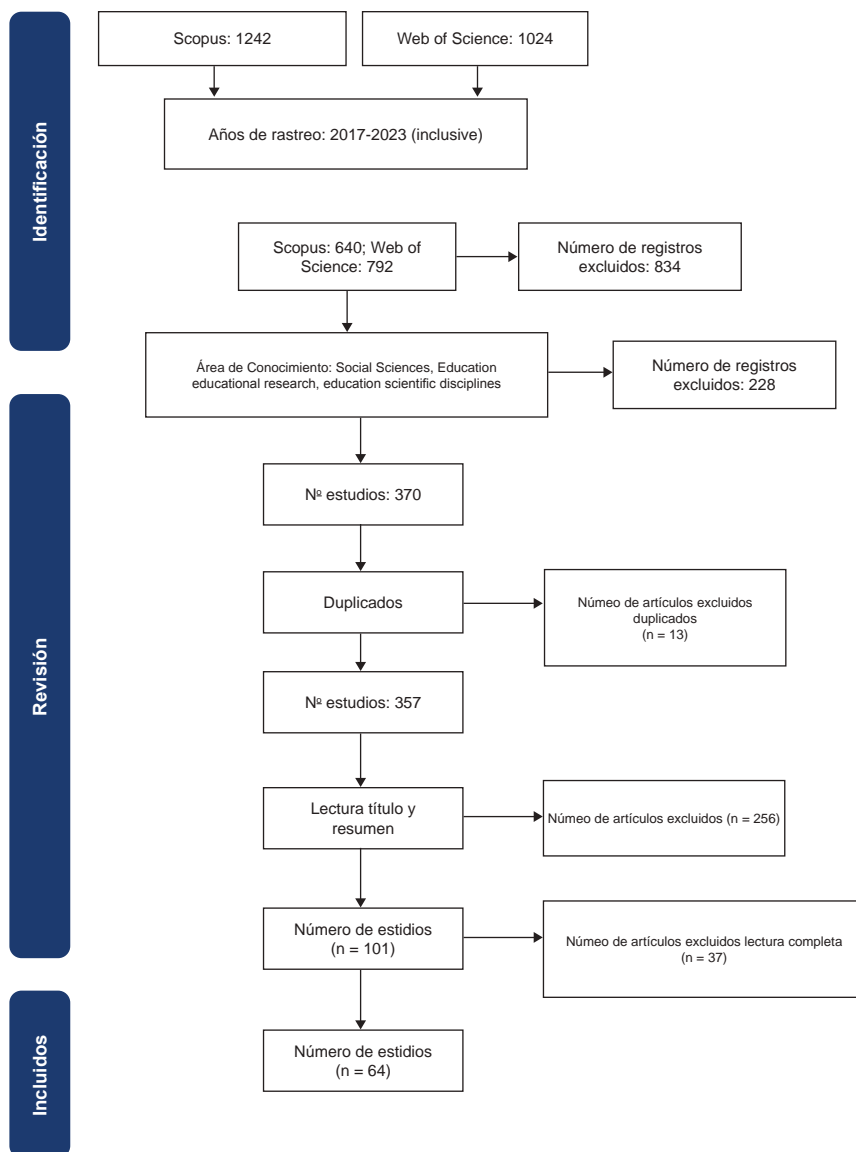 Identificación
Scopus: 1242
Web of Science: 1024
Años de rastreo: 2017-2023 (inclusive)
Scopus: 640; Web of
Science: 792
Número de registros
excluidos: 834
Área de Conocimiento: Social Sciences, Education
educational research, education scientific disciplines
Número de registros
excluidos: 228
Revisión
Nº estudios: 370
Duplicados
Númeo de artículos excluidos
duplicados
(n = 13)
Nº estudios: 357
Lectura título y
resumen
Númeo de artículos excluidos (n = 256)
Número de estidios
(n = 101)
Númeo de artículos excluidos lectura completa
(n = 37)
Incluidos
Número de estidios
(n = 64)